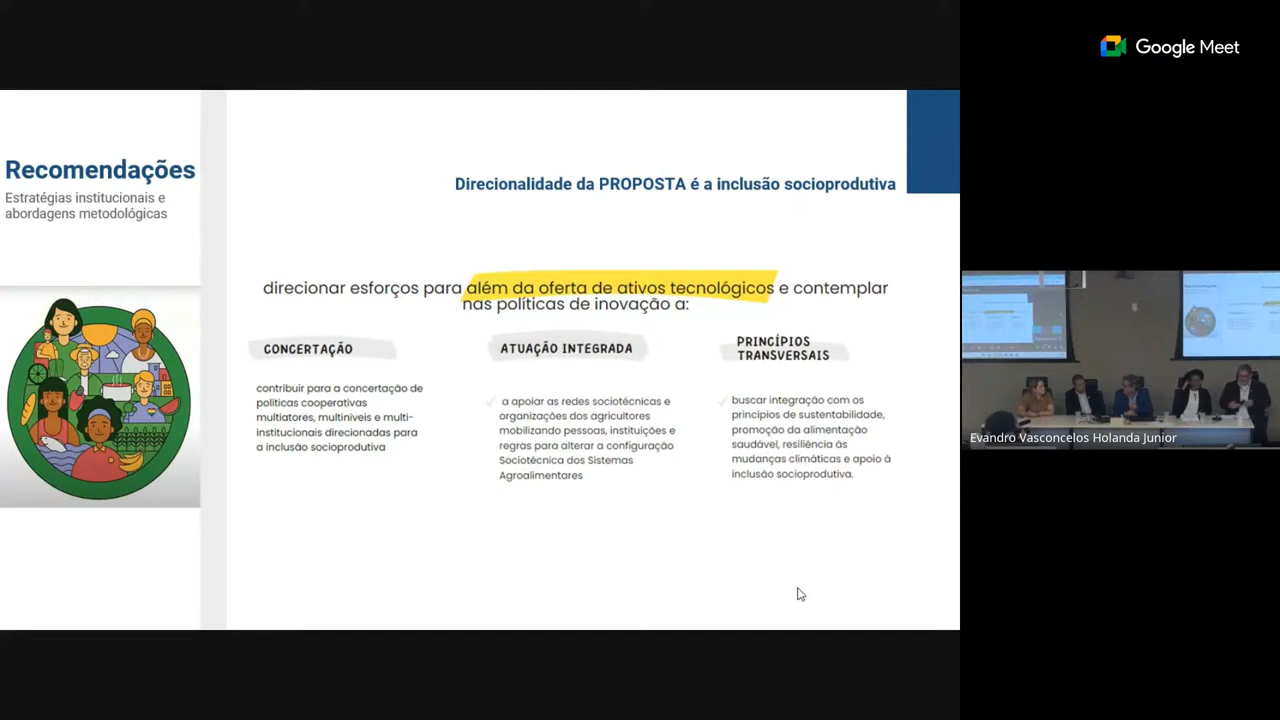 Google Meet
Recomendações
Estratégias institucionais e
abordagens metodológicas
Direcionalidade da PROPOSTA é a inclusão socioprodutiva
direcionar esforços para além da oferta de ativos tecnológicos e contemplar
nas políticas de inovação a:
CONCERTAÇÃO
contribuir para a concertação de
políticas cooperativas
multiatores, multiníveis e multi-
institucionais direcionadas para
a inclusão socioprodutiva
ATUAÇÃO INTEGRADA
a apoiar as redes sociotécnicas e
organizações dos agricultores
mobilizando pessoas, instituições e
regras para alterar a configuração
Sociotécnica dos Sistemas
Agroalimentares
PRINCÍPIOS
TRANSVERSAIS
buscar integração com os
princípios de sustentabilidade,
promoção da alimentação
saudável, resiliência às
mudanças climáticas e apoio à
inclusão socioprodutiva.
Evandro Vasconcelos Holanda Junior